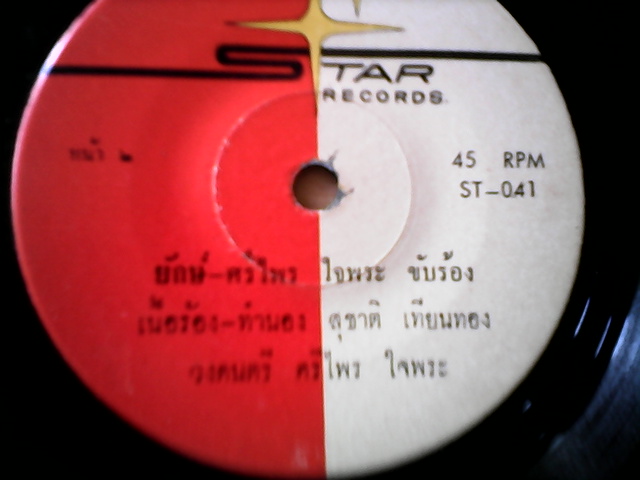 STAR
RECORDS
หน้า ๒
45 RPM
ST-041
ยักษ์-ศรีไพร ใจพระ ขับร้อง
เนื้อร้อง-ทำนอง สุชาติ เทียนทอง
วงดนตรี ศรีไพร ใจพระ